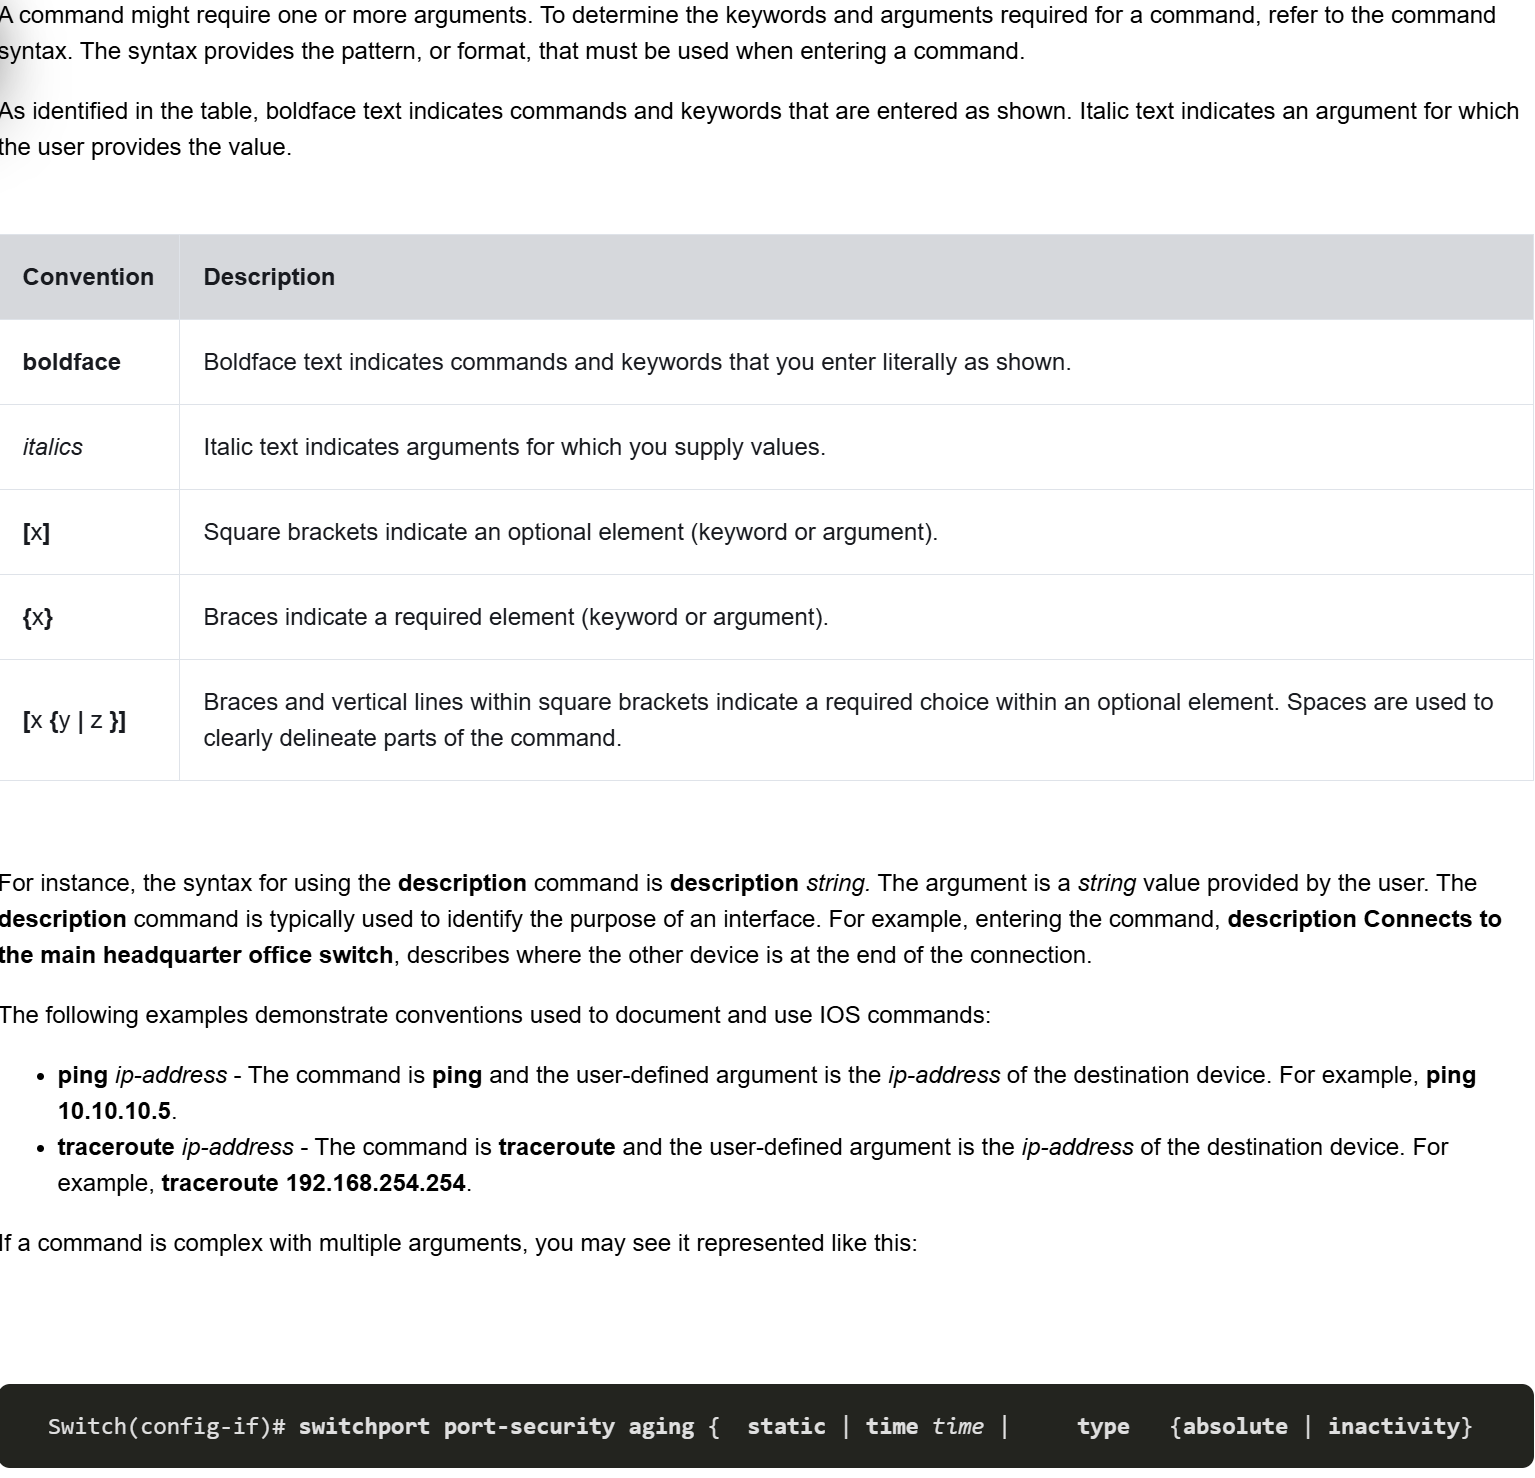 A command might require one or more arguments. To determine the keywords and arguments required for a command, refer to the command
syntax. The syntax provides the pattern, or format, that must be used when entering a command.
As identified in the table, boldface text indicates commands and keywords that are entered as shown. Italic text indicates an argument for which
the user provides the value.
Convention Description
boldface Boldface text indicates commands and keywords that you enter literally as shown.
italics Italic text indicates arguments for which you supply values.
[x] Square brackets indicate an optional element (keyword or argument).
{x} Braces indicate a required element (keyword or argument).
[x {y | z }] Braces and vertical lines within square brackets indicate a required choice within an optional element. Spaces are used to
clearly delineate parts of the command.
For instance, the syntax for using the description command is description string. The argument is a string value provided by the user. The
description command is typically used to identify the purpose of an interface. For example, entering the command, description Connects to
the main headquarter office switch, describes where the other device is at the end of the connection.
The following examples demonstrate conventions used to document and use IOS commands:
• ping ip-address - The command is ping and the user-defined argument is the ip-address of the destination device. For example, ping
10.10.10.5.
• traceroute ip-address - The command is traceroute and the user-defined argument is the ip-address of the destination device. For
example, traceroute 192.168.254.254.
If a command is complex with multiple arguments, you may see it represented like this:
Switch(config-if)# switchport port-security aging { static | time time | type {absolute | inactivity}